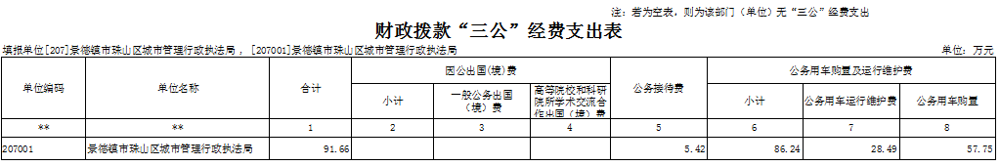 注：若为空表，则为该部门（单位）无“三公”经费支出
财政拨款“三公”经费支出表
填报单位[207]景德镇市珠山区城市管理行政执法局 ，[207001]景德镇市珠山区城市管理行政执法局 单位：万元
单位编码 单位名称 合计 因公出国(境)费 公务接待费 公务用车购置及运行维护费
小计 一般公务出国（境）费 高等院校和科研院所学术交流合作出国（境）费 小计 公务用车运行维护费 公务用车购置
** ** 1 2 3 4 5 6 7 8
207001 景德镇市珠山区城市管理行政执法局 91.66 5.42 86.24 28.49 57.75